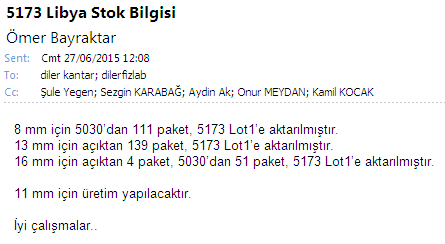 5173 Libya Stok Bilgisi
Ömer Bayraktar
Sent: Cmt 27/06/2015 12:08
To: diler kantar; dilerfizlab
Cc: Şule Yegen; Sezgin KARABAĞ; Aydin Ak; Onur MEYDAN; Kamil KOCAK
8 mm için 5030'dan 111 paket, 5173 Lot1'e aktarılmıştır.
13 mm için açıktan 139 paket, 5173 Lot1'e aktarılmıştır.
16 mm için açıktan 4 paket, 5030'dan 51 paket, 5173 Lot1'e aktarılmıştır.
11 mm için üretim yapılacaktır.
İyi çalışmalar..